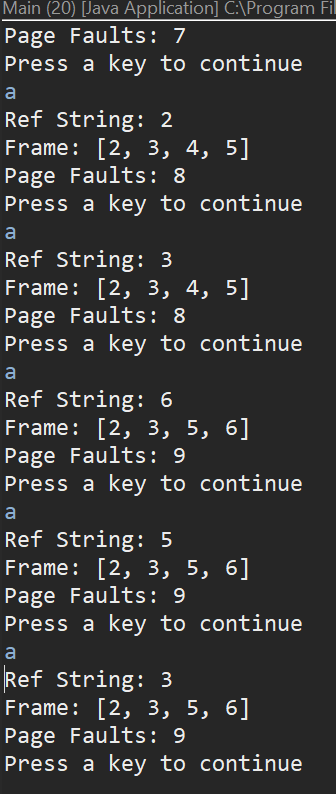 Main (20) [Java Application] C:\Program Fil
Page Faults: 7
Press a key to continue
a
Ref String: 2
Frame: [2, 3, 4, 5]
Page Faults: 8
Press a key to continue
a
Ref String: 3
Frame: [2, 3, 4, 5]
Page Faults: 8
Press a key to continue
a
Ref String: 6
Frame: [2, 3, 5, 6]
Page Faults: 9
Press a key to continue
a
Ref String: 5
Frame: [2, 3, 5, 6]
Page Faults: 9
Press a key to continue
a
Ref String: 3
Frame: [2, 3, 5, 6]
Page Faults: 9
Press a key to continue